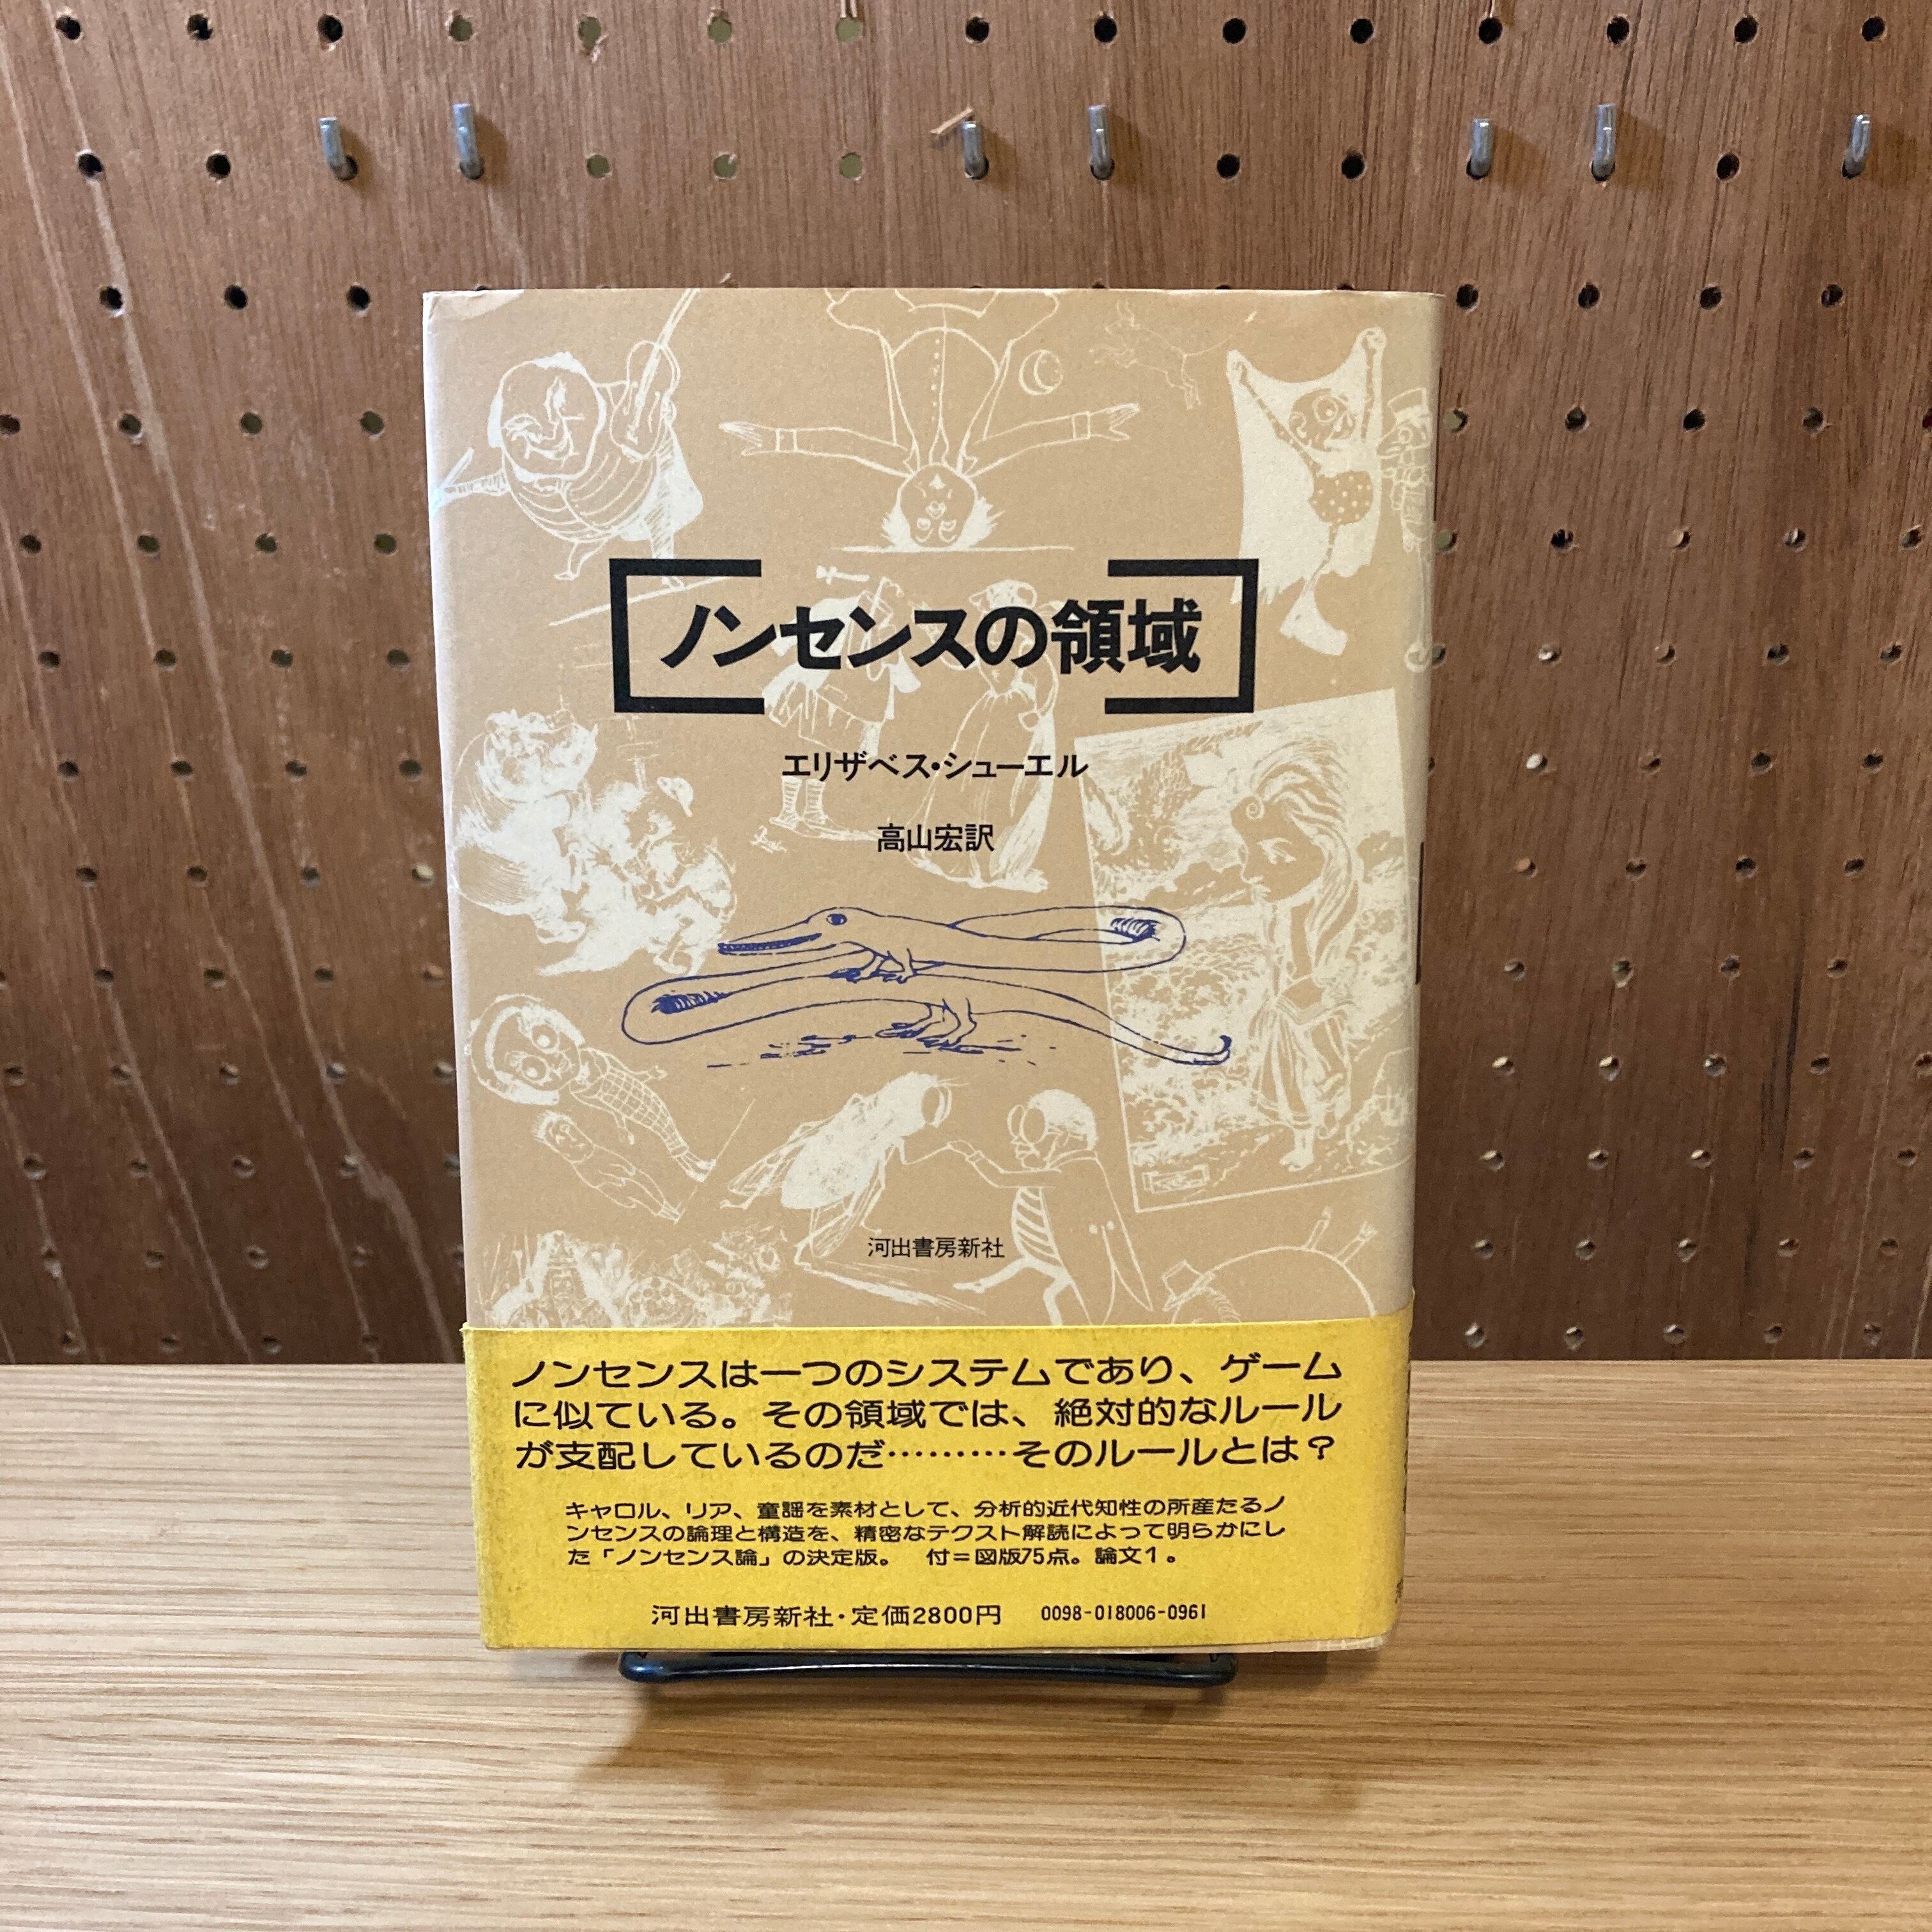 ノンセンスの領域
エリザベス・シューエル
高山宏訳
河出書房新社
ノンセンスは一つのシステムであり、ゲーム
に似ている。その領域では、絶対的なルール
が支配しているのだ………そのルールとは？
キャロル、リア、童謡を素材として、分析的近代知性の所産たるノ
ンセンスの論理と構造を、精密なテクスト解読によって明らかにし
た「ノンセンス論」の決定版。　付＝図版75点。論文1。
河出書房新社・定価2800円　0098-018006-0961